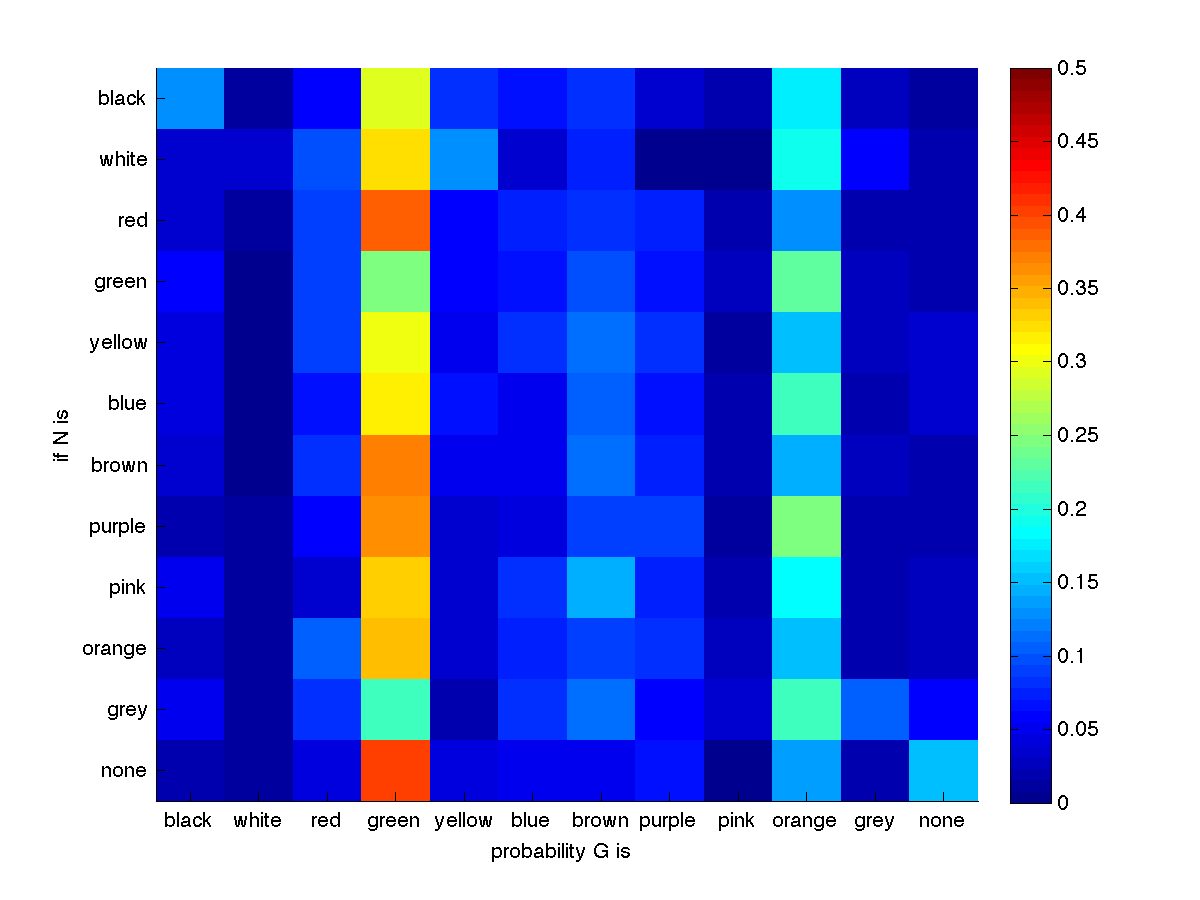 black
white
red
green
yellow
blue
brown
purple
pink
orange
grey
none
if N is
black white red green yellow blue brown purple pink orange grey none
probability G is
0.5
0.45
0.4
0.35
0.3
0.25
0.2
0.15
0.1
0.05
0